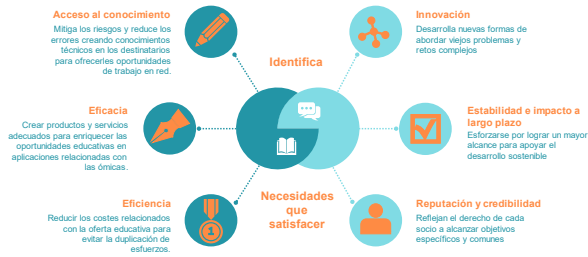 Acceso al conocimiento
Mitiga los riesgos y reduce los
errores creando conocimientos
técnicos en los destinatarios
para ofrecerles oportunidades
de trabajo en red.
Eficacia
Crear productos y servicios
adecuados para enriquecer las
oportunidades educativas en
aplicaciones relacionadas con
las ómicas.
Eficiencia
Reducir los costes relacionados
con la oferta educativa para
evitar la duplicación de
esfuerzos.
1
Identifica
Necesidades
que
satisfacer
Innovación
Desarrolla nuevas formas de
abordar viejos problemas y
retos complejos
Estabilidad e impacto a
largo plazo
Esforzarse por lograr un mayor
alcance para apoyar el
desarrollo sostenible
Reputación y credibilidad
Reflejan el derecho de cada
socio a alcanzar objetivos
específicos y comunes